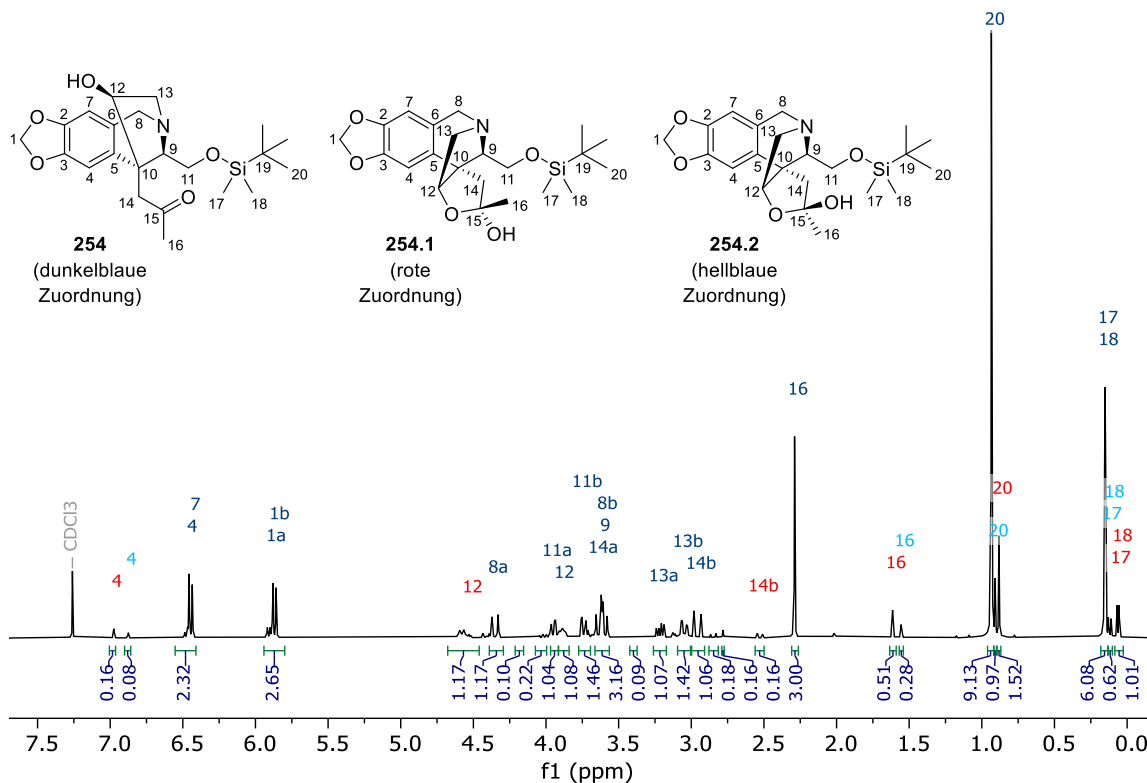 20
HO
12
13
7
8
2
6
O
1
N
9
3
O
5
10
4
11
O
Si
19
20
17
18
14
15
O
16
254
(dunkelblaue
Zuordnung)
7
8
2
6
O
1
13
N
9
3
O
5
10
4
11
O
Si
19
20
12
14
17
18
16
O
15
OH
254.1
(rote
Zuordnung)
7
8
2
6
O
1
13
N
9
3
O
5
10
4
11
O
Si
19
20
12
14
17
18
O
15
OH
16
254.2
(hellblaue
Zuordnung)
17
18
16
11b
20
18
7
8b
17
4
1b
9
13b
16
20
18
4
4
1a
14a
11a
12
8a
12
13a
14b
14b
16
17
CDCl3
0.16
0.08
2.32
2.65
1.17
1.17
0.10
0.22
1.04
1.08
1.46
3.16
0.09
1.07
1.42
1.06
0.18
0.16
0.16
3.00
0.51
0.28
9.13
0.97
1.52
6.08
0.62
1.01
7.5 7.0 6.5 6.0 5.5 5.0 4.5 4.0 3.5 3.0 2.5 2.0 1.5 1.0 0.5 0.0
f1 (ppm)